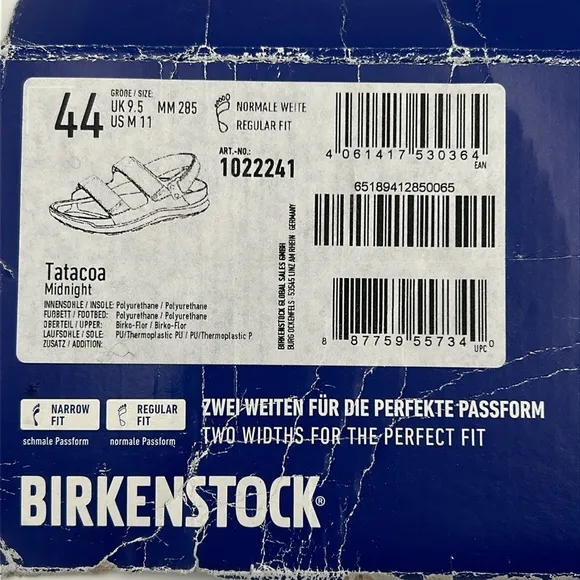 44
GRÖßE / SIZE:
UK 9.5 MM 285
US M 11
NORMALE WEITE
REGULAR FIT
ART.-NO.:
1022241
4 061417 530364
EAN
65189412850065
8 87759 55734 0
UPC
BIRKENSTOCK GLOBAL SALES GMBH
BURG OCKENFELS · 53545 LINZ AM RHEIN · GERMANY
Tatacoa
Midnight
INNENSOHLE / INSOLE: Polyurethane / Polyurethane
FUßBETT / FOOTBED: Polyurethane / Polyurethane
OBERTEIL / UPPER: Birko-Flor / Birko-Flor
LAUFSOHLE / SOLE: PU/Thermoplastic PU / PU/Thermoplastic P
ZUSATZ / ADDITION:
NARROW FIT
schmale Passform
REGULAR FIT
normale Passform
ZWEI WEITEN FÜR DIE PERFEKTE PASSFORM
TWO WIDTHS FOR THE PERFECT FIT
BIRKENSTOCK®